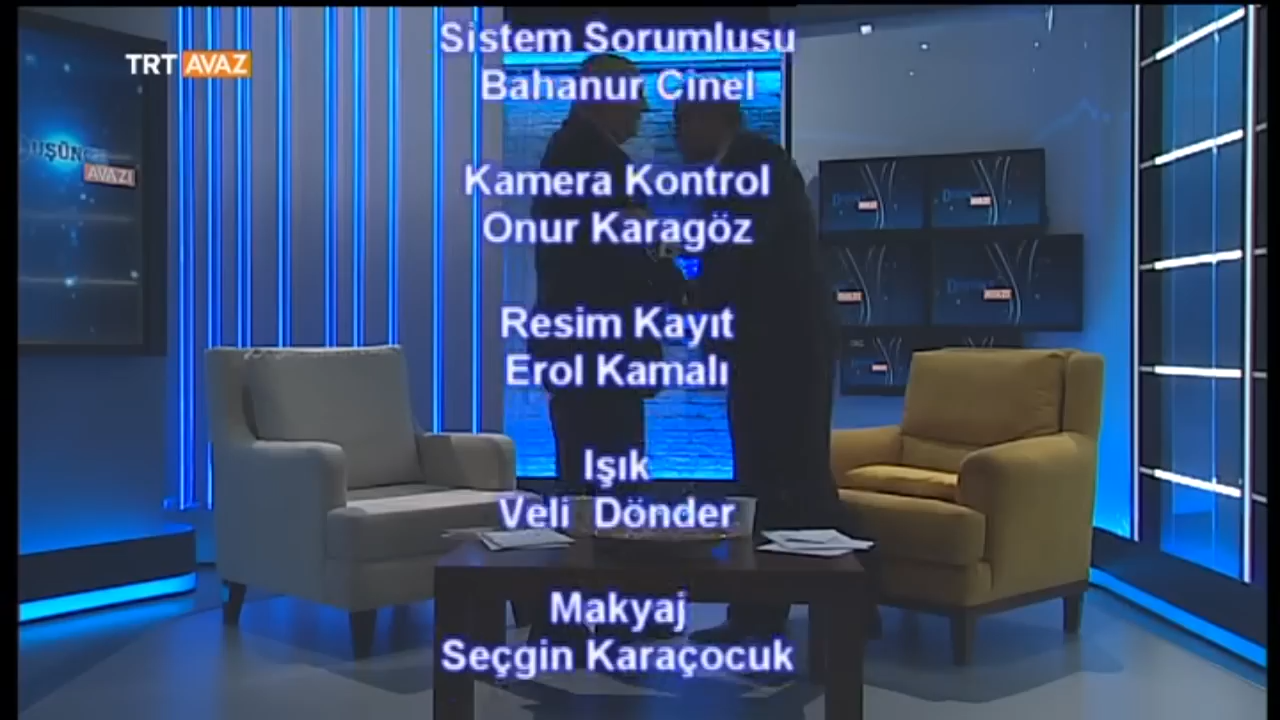 TRT AVAZ
Sistem Sorumlusu
Bahanur Cinel
Kamera Kontrol
Onur Karagöz
Resim Kayıt
Erol Kamalı
Işık
Veli Dönder
Makyaj
Seçgin Karaçocuk
AVAZI